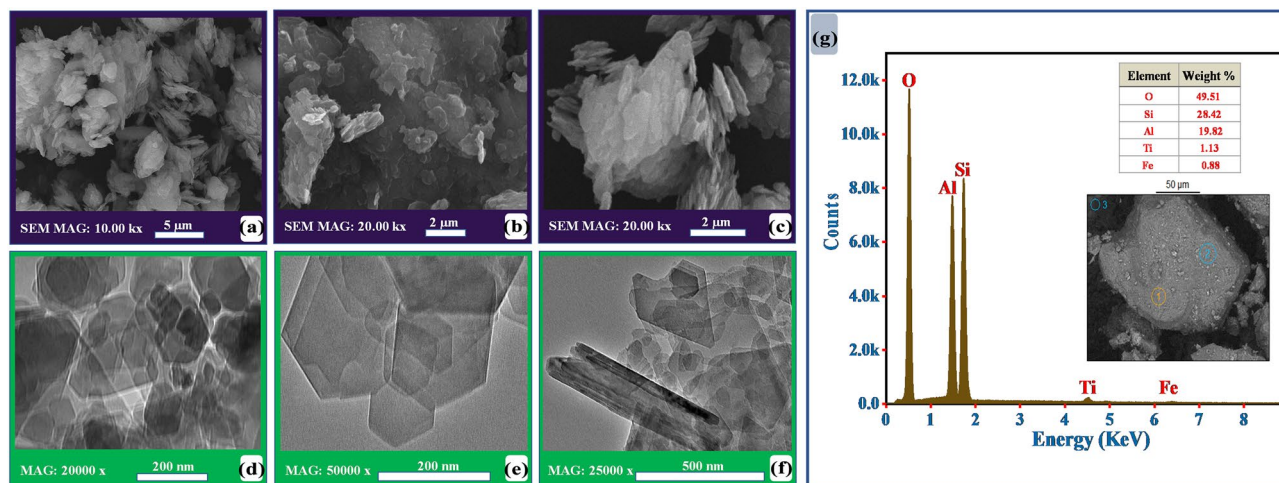 SEM MAG: 10.00 kx
5 µm
(a)
SEM MAG: 20.00 kx
2 µm
(b)
SEM MAG: 20.00 kx
2 µm
(c)
MAG: 20000 x
200 nm
(d)
MAG: 50000 x
200 nm
(e)
MAG: 25000 x
500 nm
(f)
(g)
Counts
12.0k
10.0k
8.0k
6.0k
4.0k
2.0k
0.0
O
Al
Si
Ti
Fe
Element Weight %
O 49.51
Si 28.42
Al 19.82
Ti 1.13
Fe 0.88
50 µm
3
2
1
0 1 2 3 4 5 6 7 8
Energy (KeV)